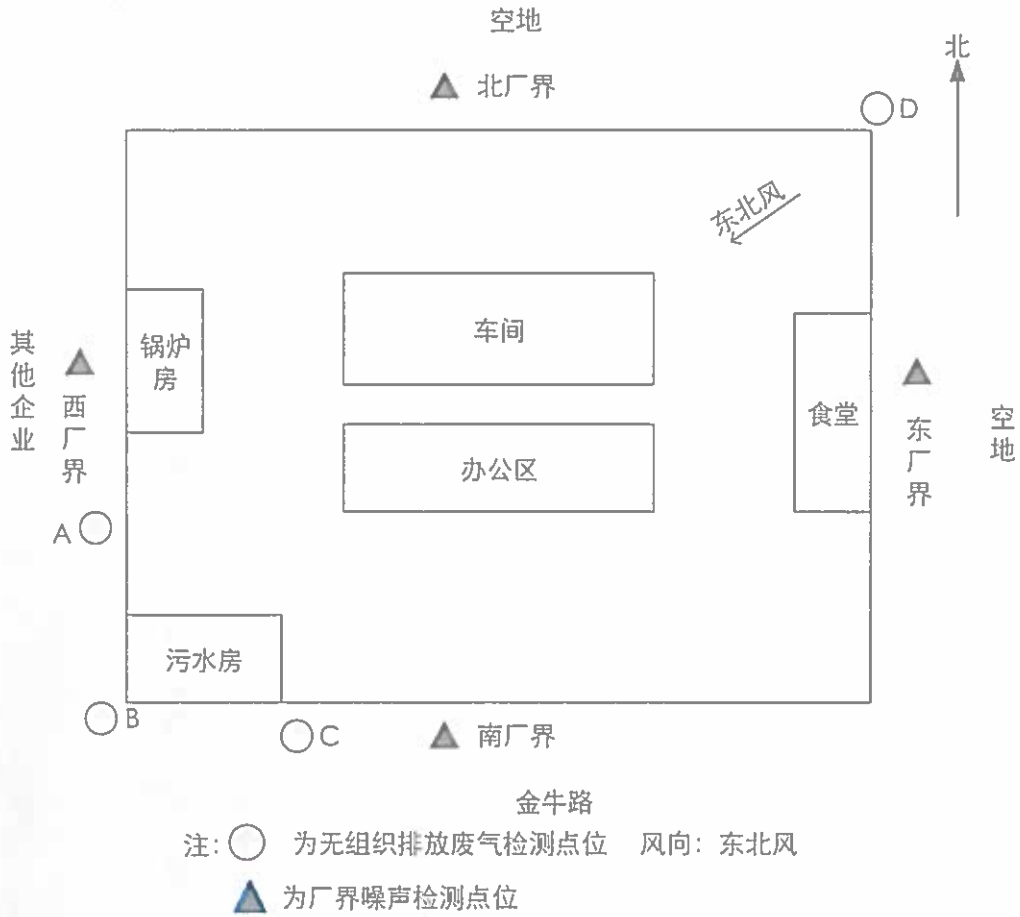 空地
北
北厂界
D
东北风
车间
锅炉
房
其他企业
西厂界
食堂
东厂界
空地
办公区
A
污水房
B
C
南厂界
金牛路
注: 为无组织排放废气检测点位 风向: 东北风
为厂界噪声检测点位